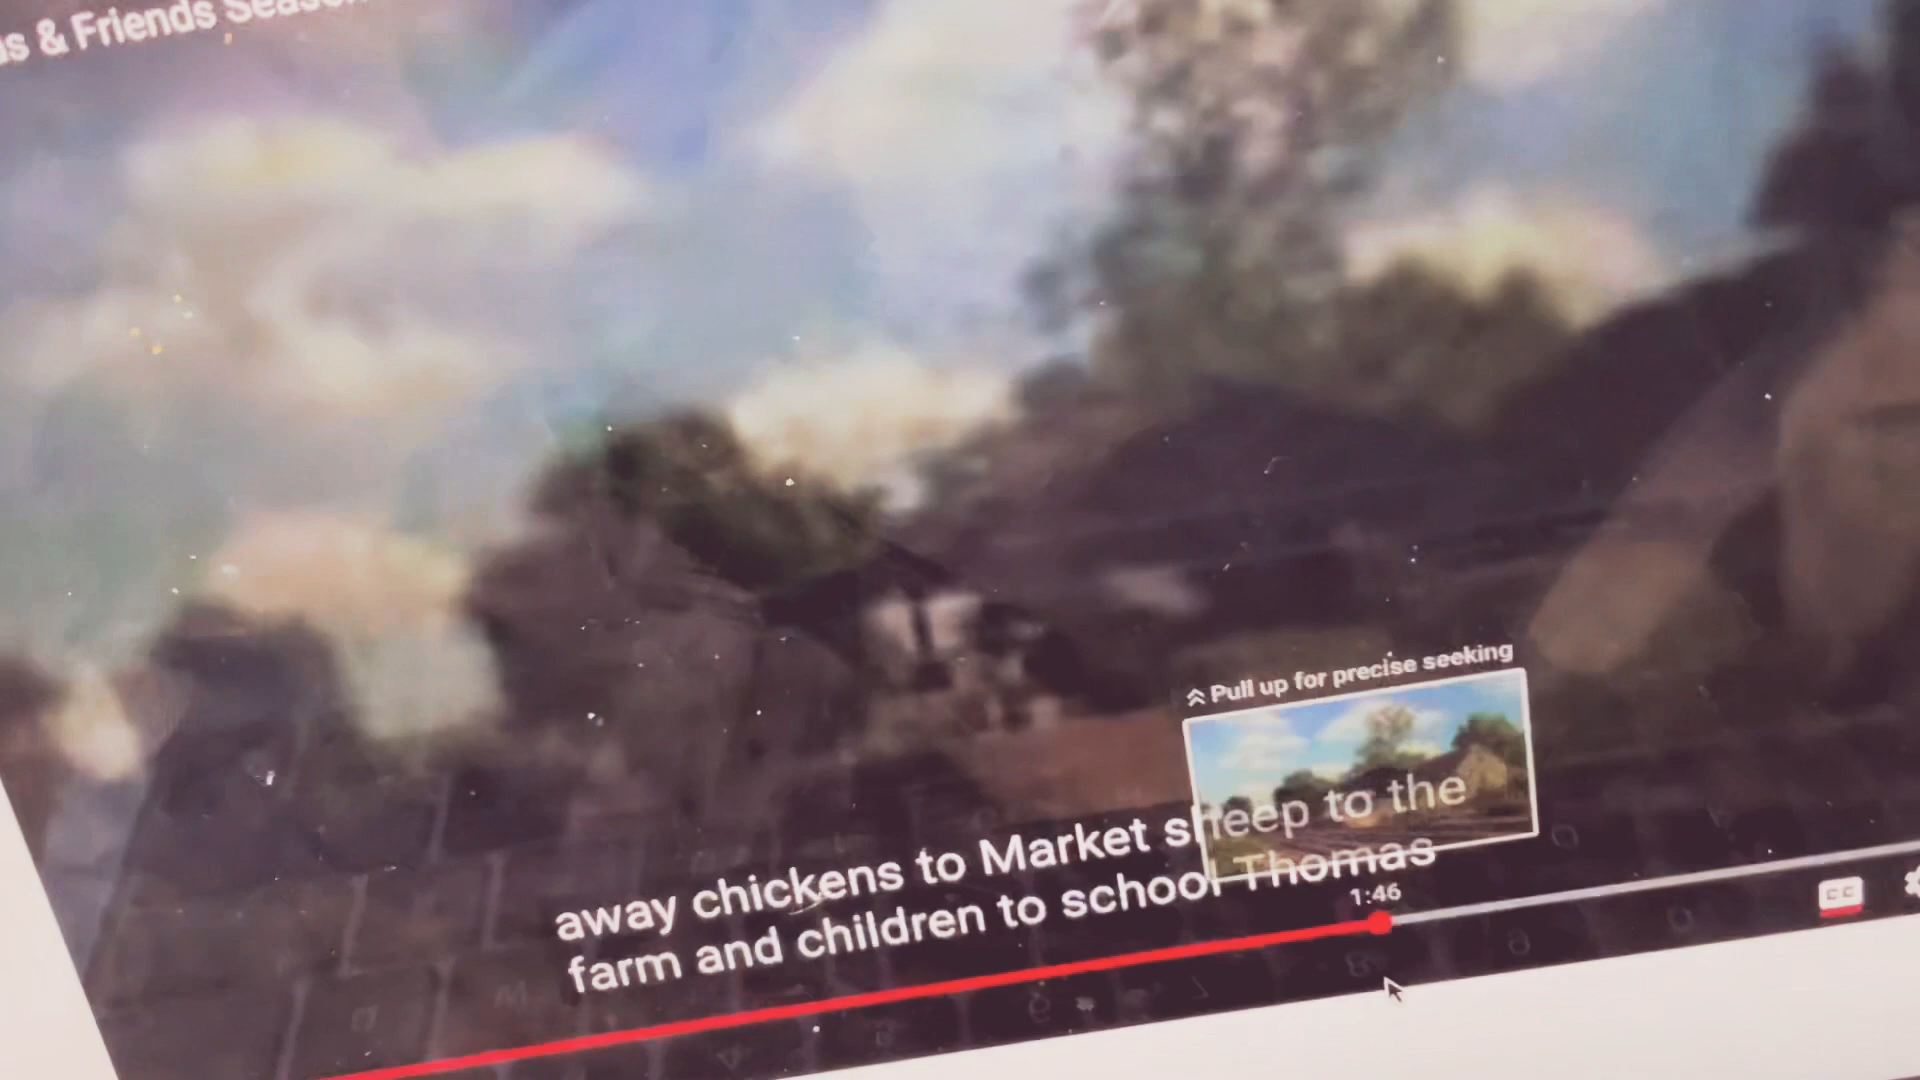 & Friends
Pull up for precise seeking
away chickens to Market sheep to the
farm and children to school Thomas
1:46
CC